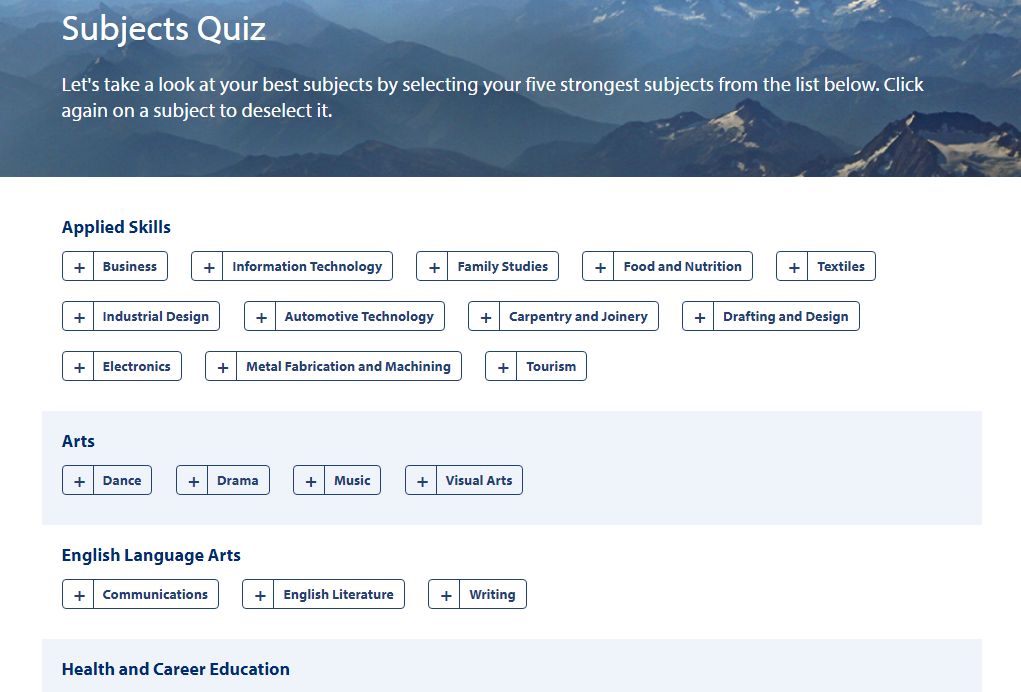 Subjects Quiz
Let's take a look at your best subjects by selecting your five strongest subjects from the list below. Click
again on a subject to deselect it.
Applied Skills
+ Business + Information Technology + Family Studies + Food and Nutrition + Textiles
+ Industrial Design + Automotive Technology + Carpentry and Joinery + Drafting and Design
+ Electronics + Metal Fabrication and Machining + Tourism
Arts
+ Dance + Drama + Music + Visual Arts
English Language Arts
+ Communications + English Literature + Writing
Health and Career Education